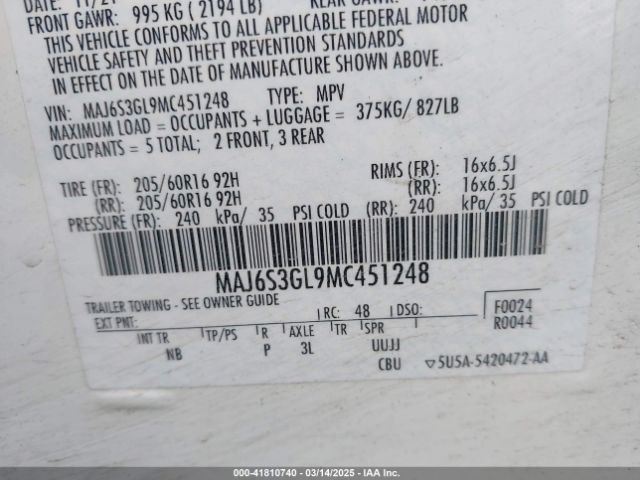 DATE: 11/21
FRONT GAWR: 995 KG ( 2194 LB) REAR GAWR:
THIS VEHICLE CONFORMS TO ALL APPLICABLE FEDERAL MOTOR
VEHICLE SAFETY AND THEFT PREVENTION STANDARDS
IN EFFECT ON THE DATE OF MANUFACTURE SHOWN ABOVE.
VIN: MAJ6S3GL9MC451248 TYPE: MPV
MAXIMUM LOAD = OCCUPANTS + LUGGAGE = 375KG/ 827LB
OCCUPANTS = 5 TOTAL; 2 FRONT, 3 REAR
TIRE (FR): 205/60R16 92H RIMS (FR): 16x6.5J
(RR): 205/60R16 92H (RR): 16x6.5J
PRESSURE (FR): 240 kPa/ 35 PSI COLD (RR): 240 kPa/ 35 PSI COLD
MAJ6S3GL9MC451248
TRAILER TOWING - SEE OWNER GUIDE
EXT PNT: RC: 48 DSO: F0024
R0044
INT TR TP/PS R AXLE TR SPR
NB P 3L UUJJ
CBU 5U5A-5420472-AA
000-41810740 - 03/14/2025 - IAA Inc.